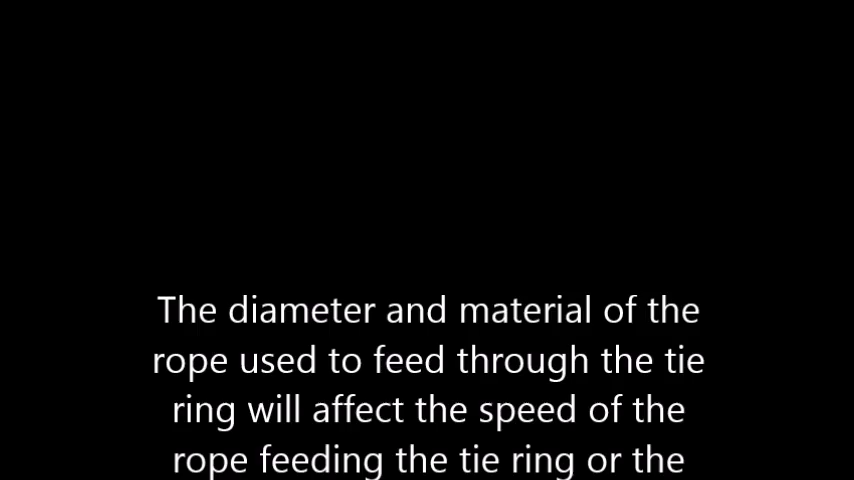 The diameter and material of the
rope used to feed through the tie
ring will affect the speed of the
rope feeding the tie ring or the